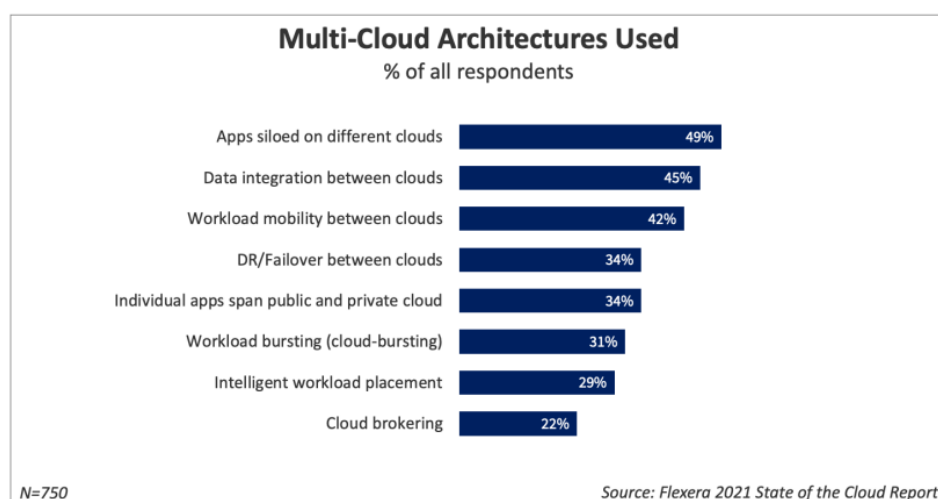 Multi-Cloud Architectures Used
% of all respondents
Apps siloed on different clouds 49%
Data integration between clouds 45%
Workload mobility between clouds 42%
DR/Failover between clouds 34%
Individual apps span public and private cloud 34%
Workload bursting (cloud-bursting) 31%
Intelligent workload placement 29%
Cloud brokering 22%
N=750 Source: Flexera 2021 State of the Cloud Report